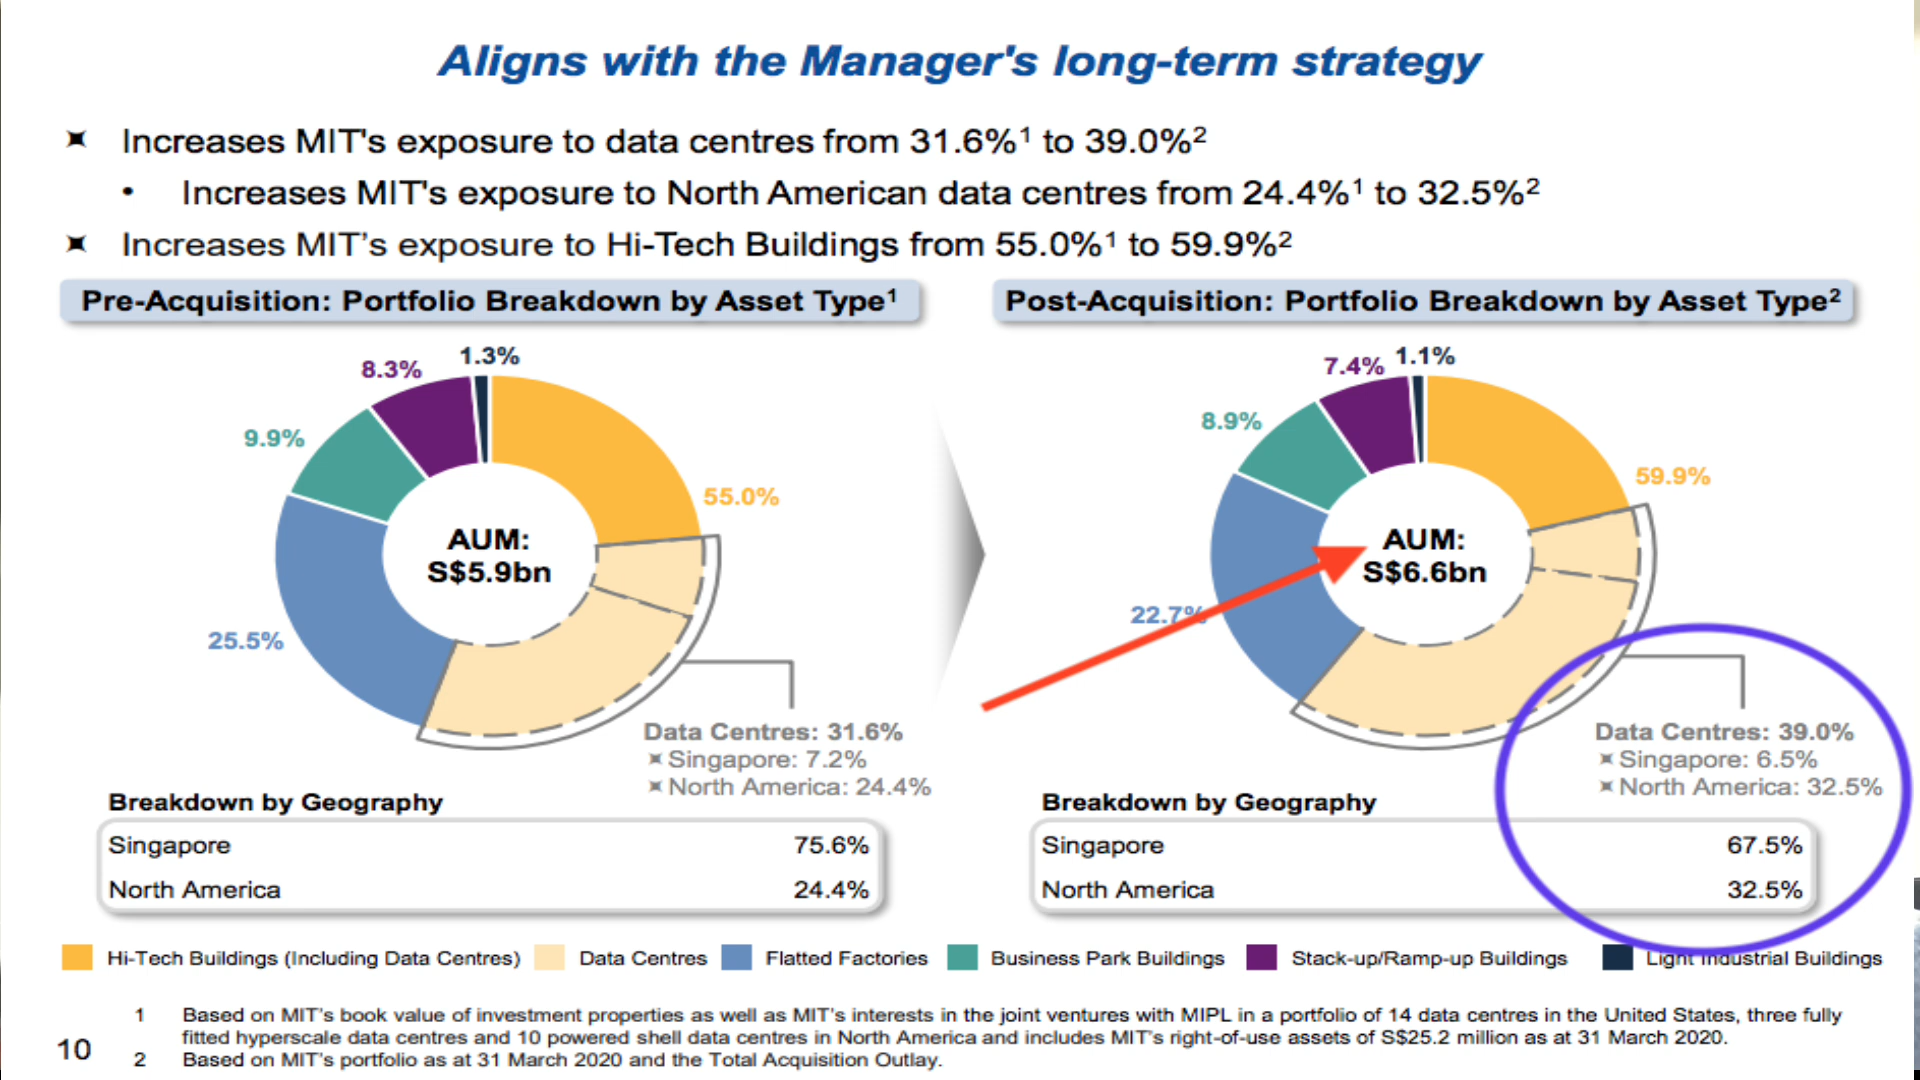 Aligns with the Manager's long-term strategy
Increases MIT's exposure to data centres from 31.6%¹ to 39.0%²
• Increases MIT's exposure to North American data centres from 24.4%¹ to 32.5%²
Increases MIT's exposure to Hi-Tech Buildings from 55.0%¹ to 59.9%²
Pre-Acquisition: Portfolio Breakdown by Asset Type¹
1.3%
8.3%
9.9%
55.0%
AUM:
S$5.9bn
25.5%
Data Centres: 31.6%
Singapore: 7.2%
North America: 24.4%
Breakdown by Geography
Singapore 75.6%
North America 24.4%
Post-Acquisition: Portfolio Breakdown by Asset Type²
1.1%
7.4%
8.9%
59.9%
AUM:
S$6.6bn
22.7%
Data Centres: 39.0%
Singapore: 6.5%
North America: 32.5%
Breakdown by Geography
Singapore 67.5%
North America 32.5%
Hi-Tech Buildings (Including Data Centres) Data Centres Flatted Factories Business Park Buildings Stack-up/Ramp-up Buildings Light Industrial Buildings
1 Based on MIT's book value of investment properties as well as MIT's interests in the joint ventures with MIPL in a portfolio of 14 data centres in the United States, three fully
fitted hyperscale data centres and 10 powered shell data centres in North America and includes MIT's right-of-use assets of S$25.2 million as at 31 March 2020.
2 Based on MIT's portfolio as at 31 March 2020 and the Total Acquisition Outlay.
10